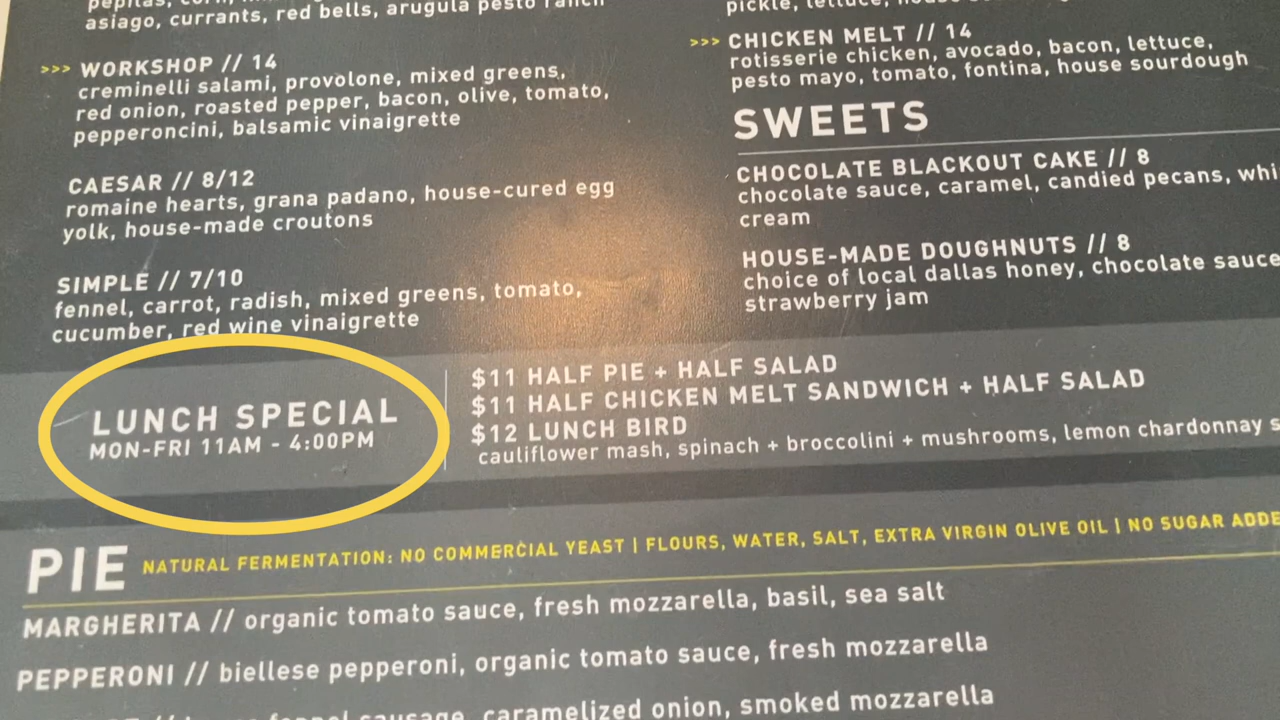 asiago, currants, red bells, arugula pesto ranch
>>> WORKSHOP // 14
creminelli salami, provolone, mixed greens,
red onion, roasted pepper, bacon, olive, tomato,
pepperoncini, balsamic vinaigrette
CAESAR // 8/12
romaine hearts, grana padano, house-cured egg
yolk, house-made croutons
SIMPLE // 7/10
fennel, carrot, radish, mixed greens, tomato,
cucumber, red wine vinaigrette
pickle, lettuce,
>>> CHICKEN MELT // 14
rotisserie chicken, avocado, bacon, lettuce,
pesto mayo, tomato, fontina, house sourdough
SWEETS
CHOCOLATE BLACKOUT CAKE // 8
chocolate sauce, caramel, candied pecans, whi
cream
HOUSE-MADE DOUGHNUTS // 8
choice of local dallas honey, chocolate sauce
strawberry jam
LUNCH SPECIAL
MON-FRI 11AM - 4:00PM
$11 HALF PIE + HALF SALAD
$11 HALF CHICKEN MELT SANDWICH + HALF SALAD
$12 LUNCH BIRD
cauliflower mash, spinach + broccolini + mushrooms, lemon chardonnay s
PIE NATURAL FERMENTATION: NO COMMERCIAL YEAST | FLOURS, WATER, SALT, EXTRA VIRGIN OLIVE OIL | NO SUGAR ADDE
MARGHERITA // organic tomato sauce, fresh mozzarella, basil, sea salt
PEPPERONI // biellese pepperoni, organic tomato sauce, fresh mozzarella
fennel sausage, caramelized onion, smoked mozzarella